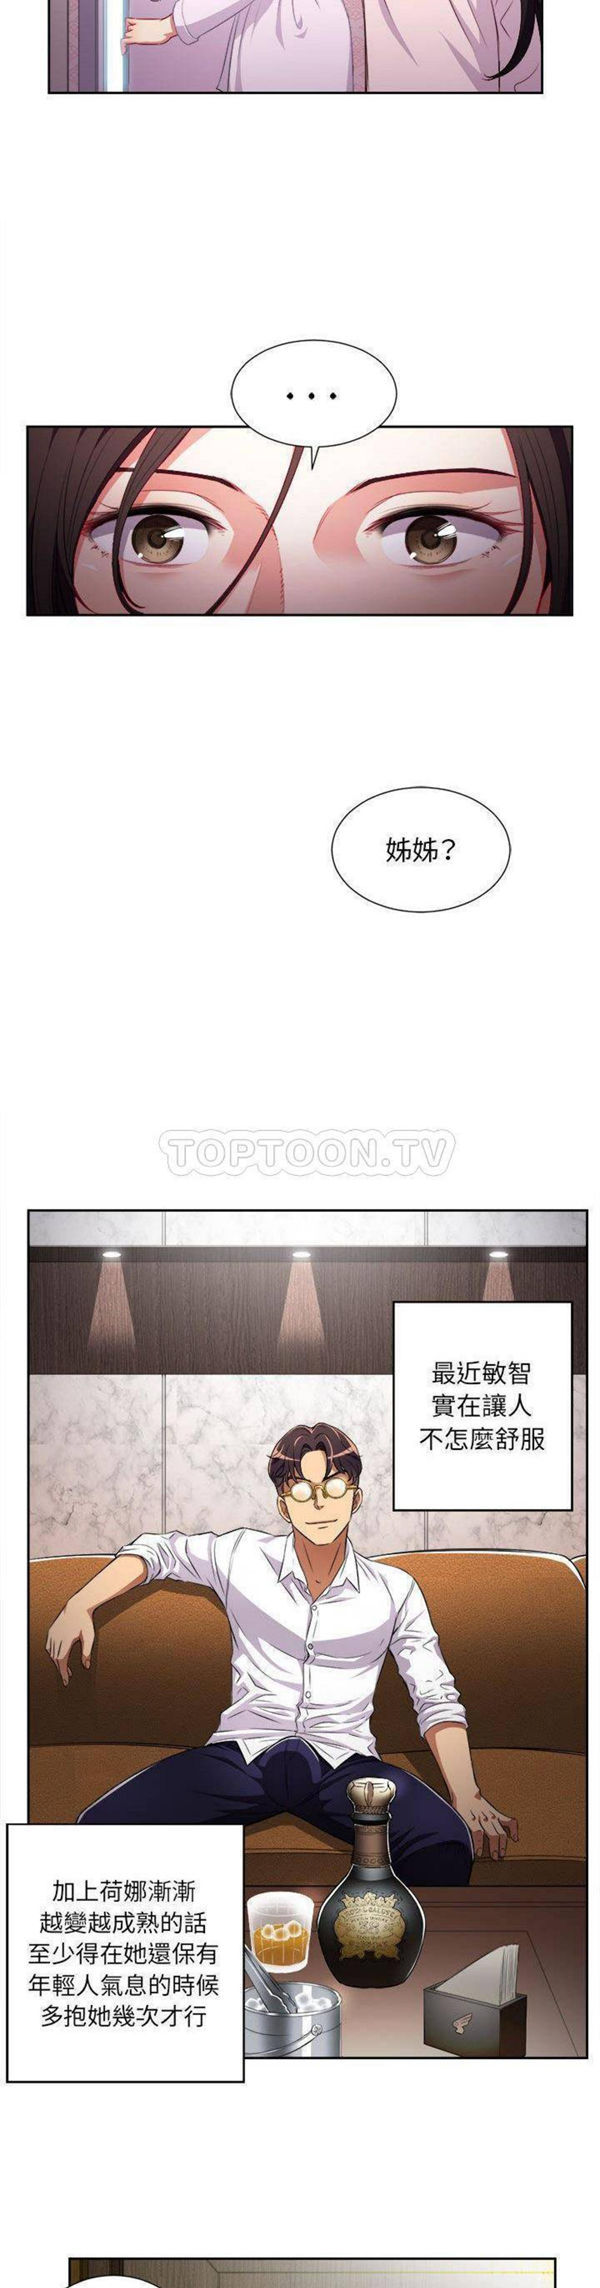 ...
姊姊？
TOPTOON.TV
最近敏智
實在讓人
不怎麼舒服
加上荷娜漸漸
越變越成熟的話
至少得在她還保有
年輕人氣息的時候
多抱她幾次才行